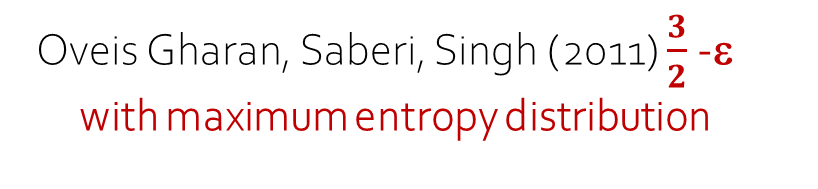 Oveis Gharan, Saberi, Singh (2011) 3/2 -ε
with maximum entropy distribution